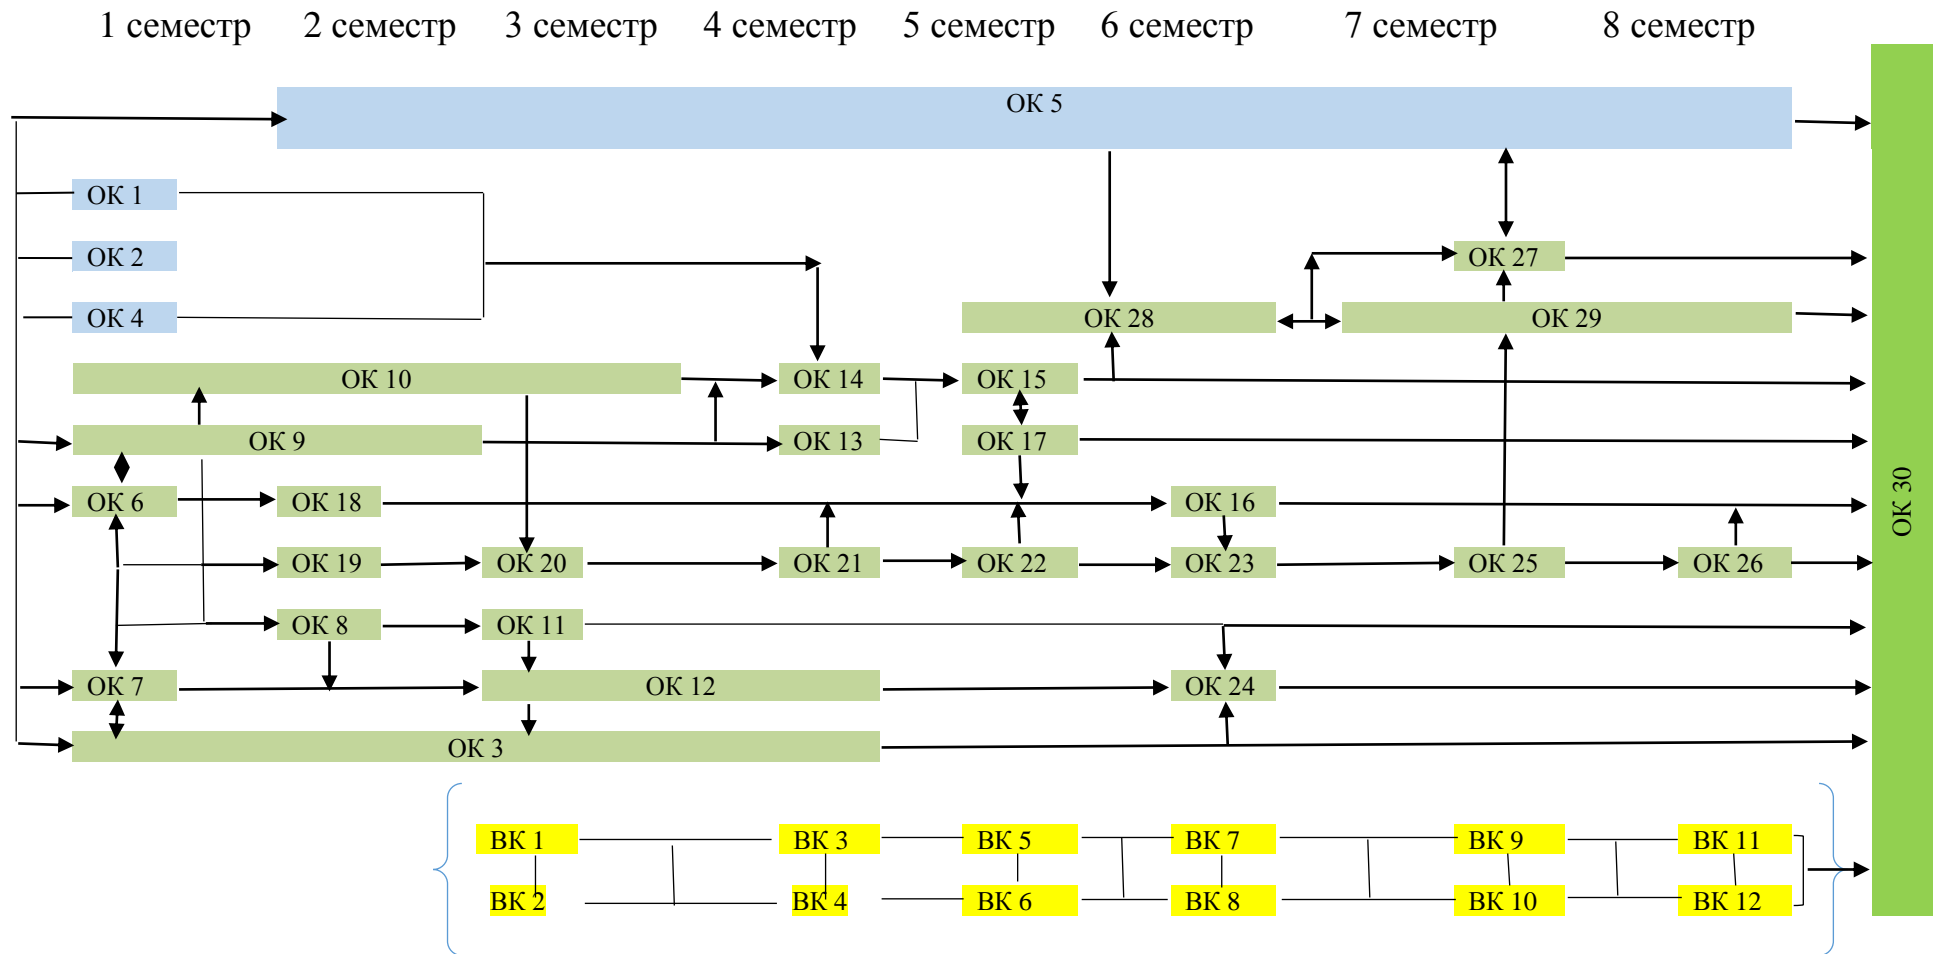 1 семестр 2 семестр 3 семестр 4 семестр 5 семестр 6 семестр 7 семестр 8 семестр
ОК 5
ОК 1
ОК 2
ОК 27
ОК 4
ОК 28
ОК 29
ОК 10
ОК 14
ОК 15
ОК 9
ОК 13
ОК 17
ОК 6
ОК 18
ОК 16
ОК 30
ОК 19
ОК 20
ОК 21
ОК 22
ОК 23
ОК 25
ОК 26
ОК 8
ОК 11
ОК 7
ОК 12
ОК 24
ОК 3
ВК 1
ВК 3
ВК 5
ВК 7
ВК 9
ВК 11
ВК 2
ВК 4
ВК 6
ВК 8
ВК 10
ВК 12